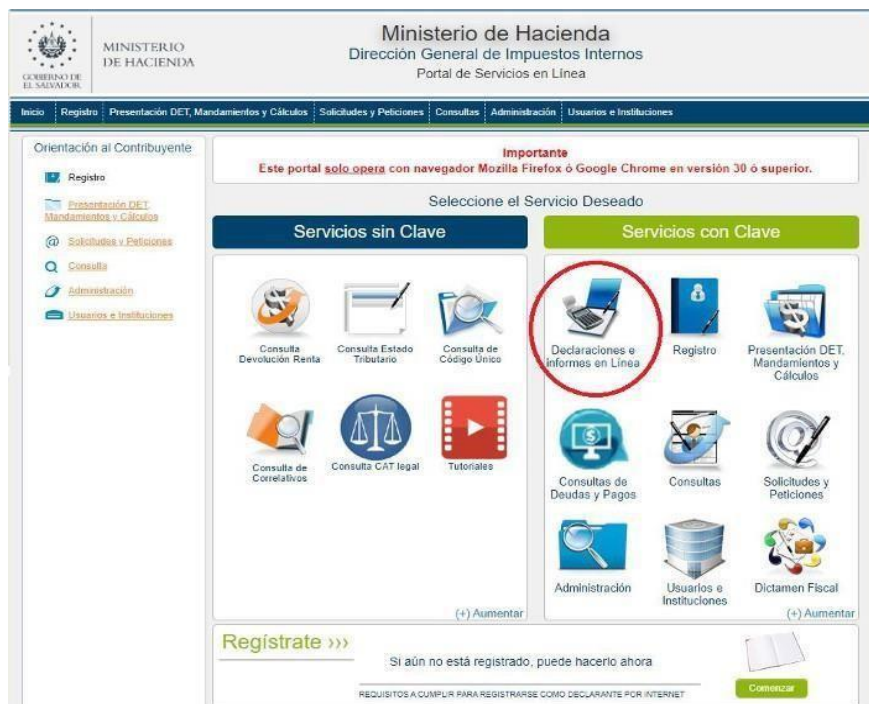 GOBIERNO DE
EL SALVADOR
MINISTERIO
DE HACIENDA
Ministerio de Hacienda
Dirección General de Impuestos Internos
Portal de Servicios en Línea
Inicio Registro Presentación DET, Mandamientos y Cálculos Solicitudes y Peticiones Consultas Administración Usuarios e Instituciones
Orientación al Contribuyente
Registro
Presentación DET,
Mandamientos y Cálculos
Solicitudes y Peticiones
Consulta
Administración
Usuarios e Instituciones
Importante
Este portal solo opera con navegador Mozilla Firefox ó Google Chrome en versión 30 ó superior.
Seleccione el Servicio Deseado
Servicios sin Clave
Consulta
Devolución Renta
Consulta Estado
Tributario
Consulta de
Código Único
Consulta de
Correlativos
Consulta CAT legal
Tutoriales
(+) Aumentar
Servicios con Clave
Declaraciones e
informes en Línea
Registro
Presentación DET,
Mandamientos y
Cálculos
Consultas de
Deudas y Pagos
Consultas
Solicitudes y
Peticiones
Administración
Usuarios e
Instituciones
Dictamen Fiscal
(+) Aumentar
Regístrate »»
Si aún no está registrado, puede hacerlo ahora
REQUISITOS A CUMPLIR PARA REGISTRARSE COMO DECLARANTE POR INTERNET
Comenzar